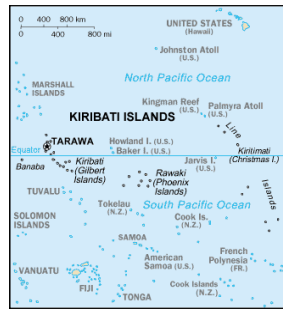 0 400 800 km
0 400 800 mi
UNITED STATES
(Hawaii)
Johnston Atoll
(U.S.)
North Pacific Ocean
MARSHALL
ISLANDS
Kingman Reef
(U.S.)
Palmyra Atoll
(U.S.)
KIRIBATI ISLANDS
Line
TARAWA
Howland I. (U.S.)
Baker I. (U.S.)
Kiritimati
(Christmas I.)
Equator
Banaba
Kiribati
(Gilbert
Islands)
Jarvis I.
(U.S.)
Rawaki
(Phoenix
Islands)
Islands
TUVALU
Tokelau
(N.Z.)
South Pacific Ocean
SOLOMON
ISLANDS
Cook Is.
(N.Z.)
SAMOA
American
Samoa (U.S.)
French
Polynesia
(FR.)
VANUATU
FIJI
TONGA
Cook Islands
(N.Z.)